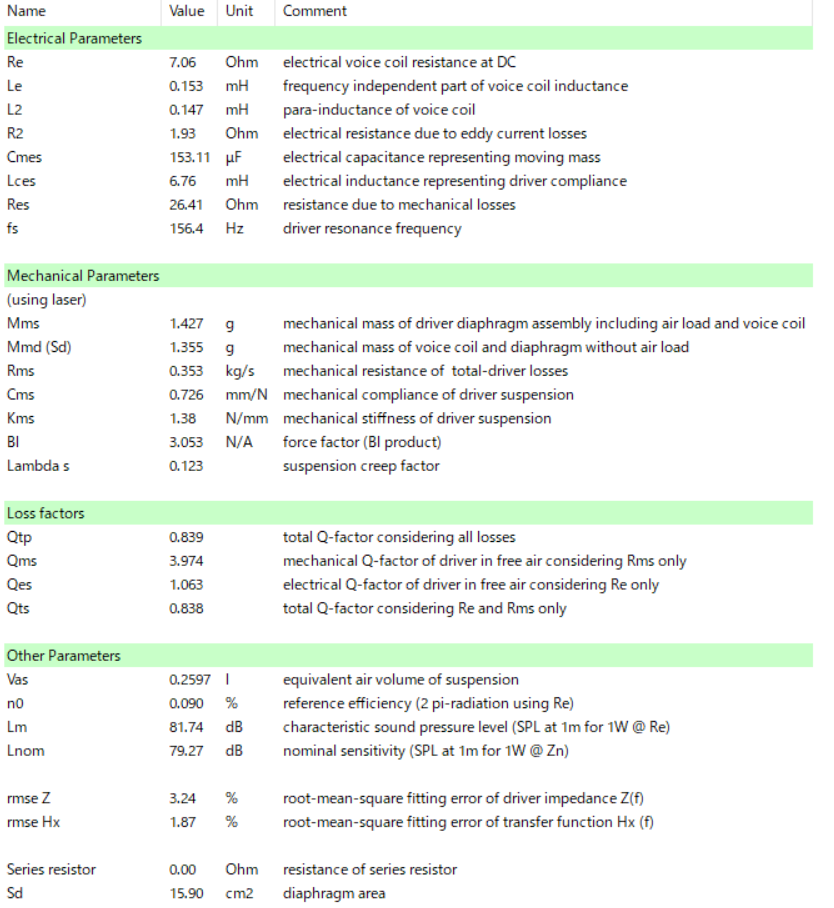 Name Value Unit Comment
Electrical Parameters
Re 7.06 Ohm electrical voice coil resistance at DC
Le 0.153 mH frequency independent part of voice coil inductance
L2 0.147 mH para-inductance of voice coil
R2 1.93 Ohm electrical resistance due to eddy current losses
Cmes 153.11 µF electrical capacitance representing moving mass
Lces 6.76 mH electrical inductance representing driver compliance
Res 26.41 Ohm resistance due to mechanical losses
fs 156.4 Hz driver resonance frequency
Mechanical Parameters
(using laser)
Mms 1.427 g mechanical mass of driver diaphragm assembly including air load and voice coil
Mmd (Sd) 1.355 g mechanical mass of voice coil and diaphragm without air load
Rms 0.353 kg/s mechanical resistance of total-driver losses
Cms 0.726 mm/N mechanical compliance of driver suspension
Kms 1.38 N/mm mechanical stiffness of driver suspension
Bl 3.053 N/A force factor (Bl product)
Lambda s 0.123 suspension creep factor
Loss factors
Qtp 0.839 total Q-factor considering all losses
Qms 3.974 mechanical Q-factor of driver in free air considering Rms only
Qes 1.063 electrical Q-factor of driver in free air considering Re only
Qts 0.838 total Q-factor considering Re and Rms only
Other Parameters
Vas 0.2597 l equivalent air volume of suspension
n0 0.090 % reference efficiency (2 pi-radiation using Re)
Lm 81.74 dB characteristic sound pressure level (SPL at 1m for 1W @ Re)
Lnom 79.27 dB nominal sensitivity (SPL at 1m for 1W @ Zn)
rmse Z 3.24 % root-mean-square fitting error of driver impedance Z(f)
rmse Hx 1.87 % root-mean-square fitting error of transfer function Hx (f)
Series resistor 0.00 Ohm resistance of series resistor
Sd 15.90 cm2 diaphragm area